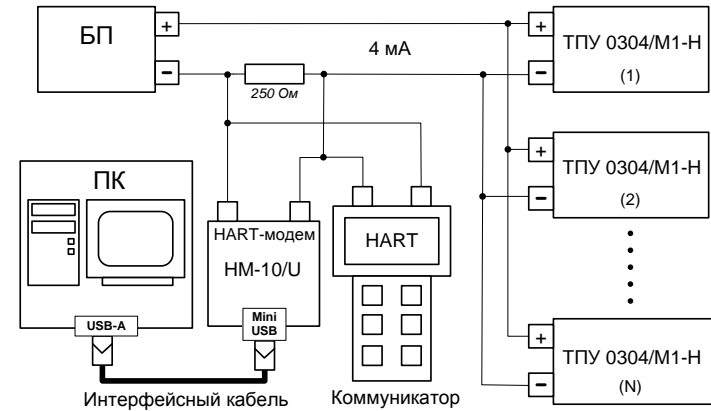 БП
+
−
4 мА
250 Ом
+
ТПУ 0304/М1-Н
−
(1)
+
ТПУ 0304/М1-Н
−
(2)
ПК
HART-модем
HM-10/U
HART
USB-A
Mini
USB
+
ТПУ 0304/М1-Н
−
(N)
Интерфейсный кабель
Коммуникатор